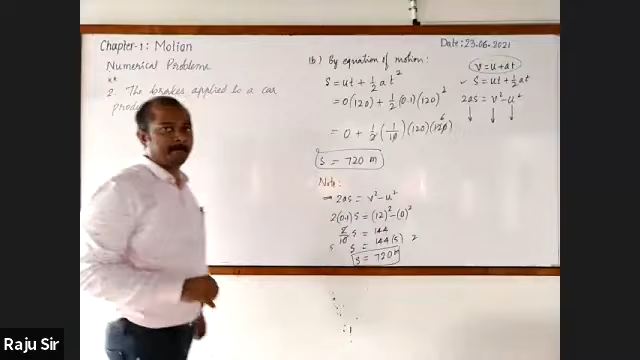 Chapter-1: Motion
Numerical Problems
**
2. The brakes applied to a car
produ
(b) By equation of motion:
S = ut + 1/2 at²
= 0(120) + 1/2 (0.1)(120)²
= 0 + 1/2 (1/10)(120)(120) 6
S = 720 m
Note:
2as = v² - u²
2(0.1)S = (12)² - (0)²
2/10 S = 144
S = 144(5)
S = 720 m
Date: 23.06.2021
v = u + at
S = ut + 1/2 at
2as = v² - u²
Raju Sir